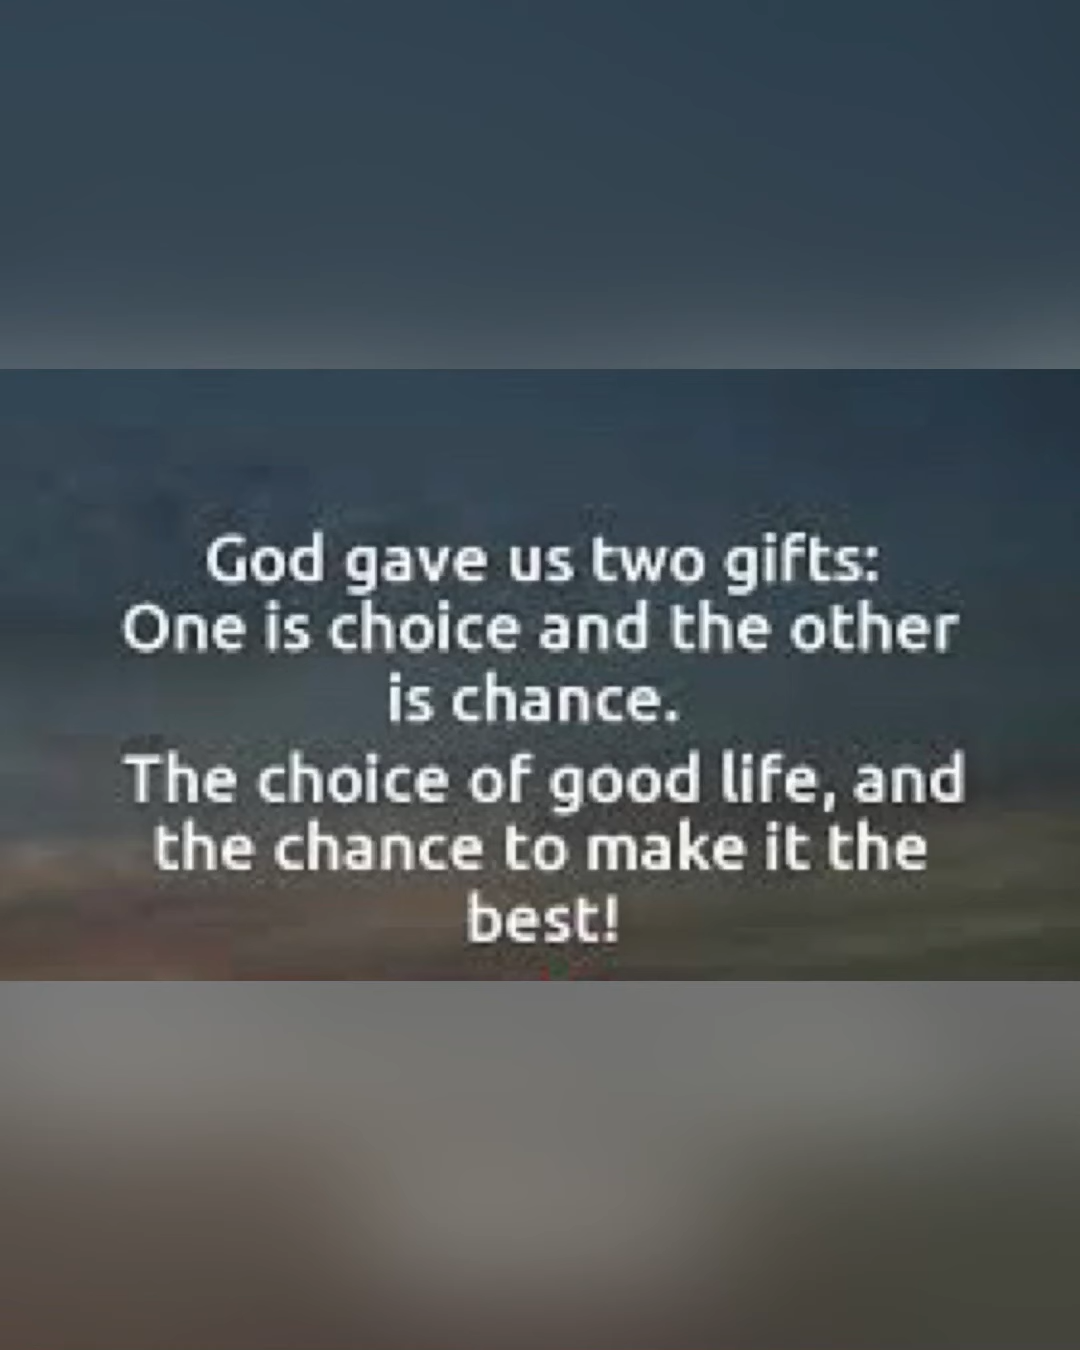 God gave us two gifts:
One is choice and the other
is chance.
The choice of good life, and
the chance to make it the
best!